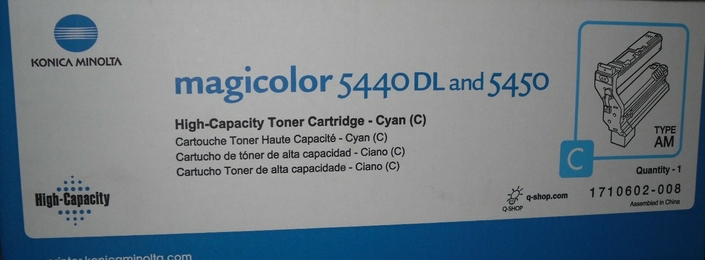 KONICA MINOLTA
magicolor 5440 DL and 5450
High-Capacity Toner Cartridge - Cyan (C)
Cartouche Toner Haute Capacité - Cyan (C)
Cartucho de tóner de alta capacidad - Ciano (C)
Cartucho Toner de alta capacidade - Ciano (C)
High-Capacity
TYPE
AM
C
Quantity - 1
Q-SHOP
q-shop.com
1710602-008
Assembled in China
konicaminolta.com